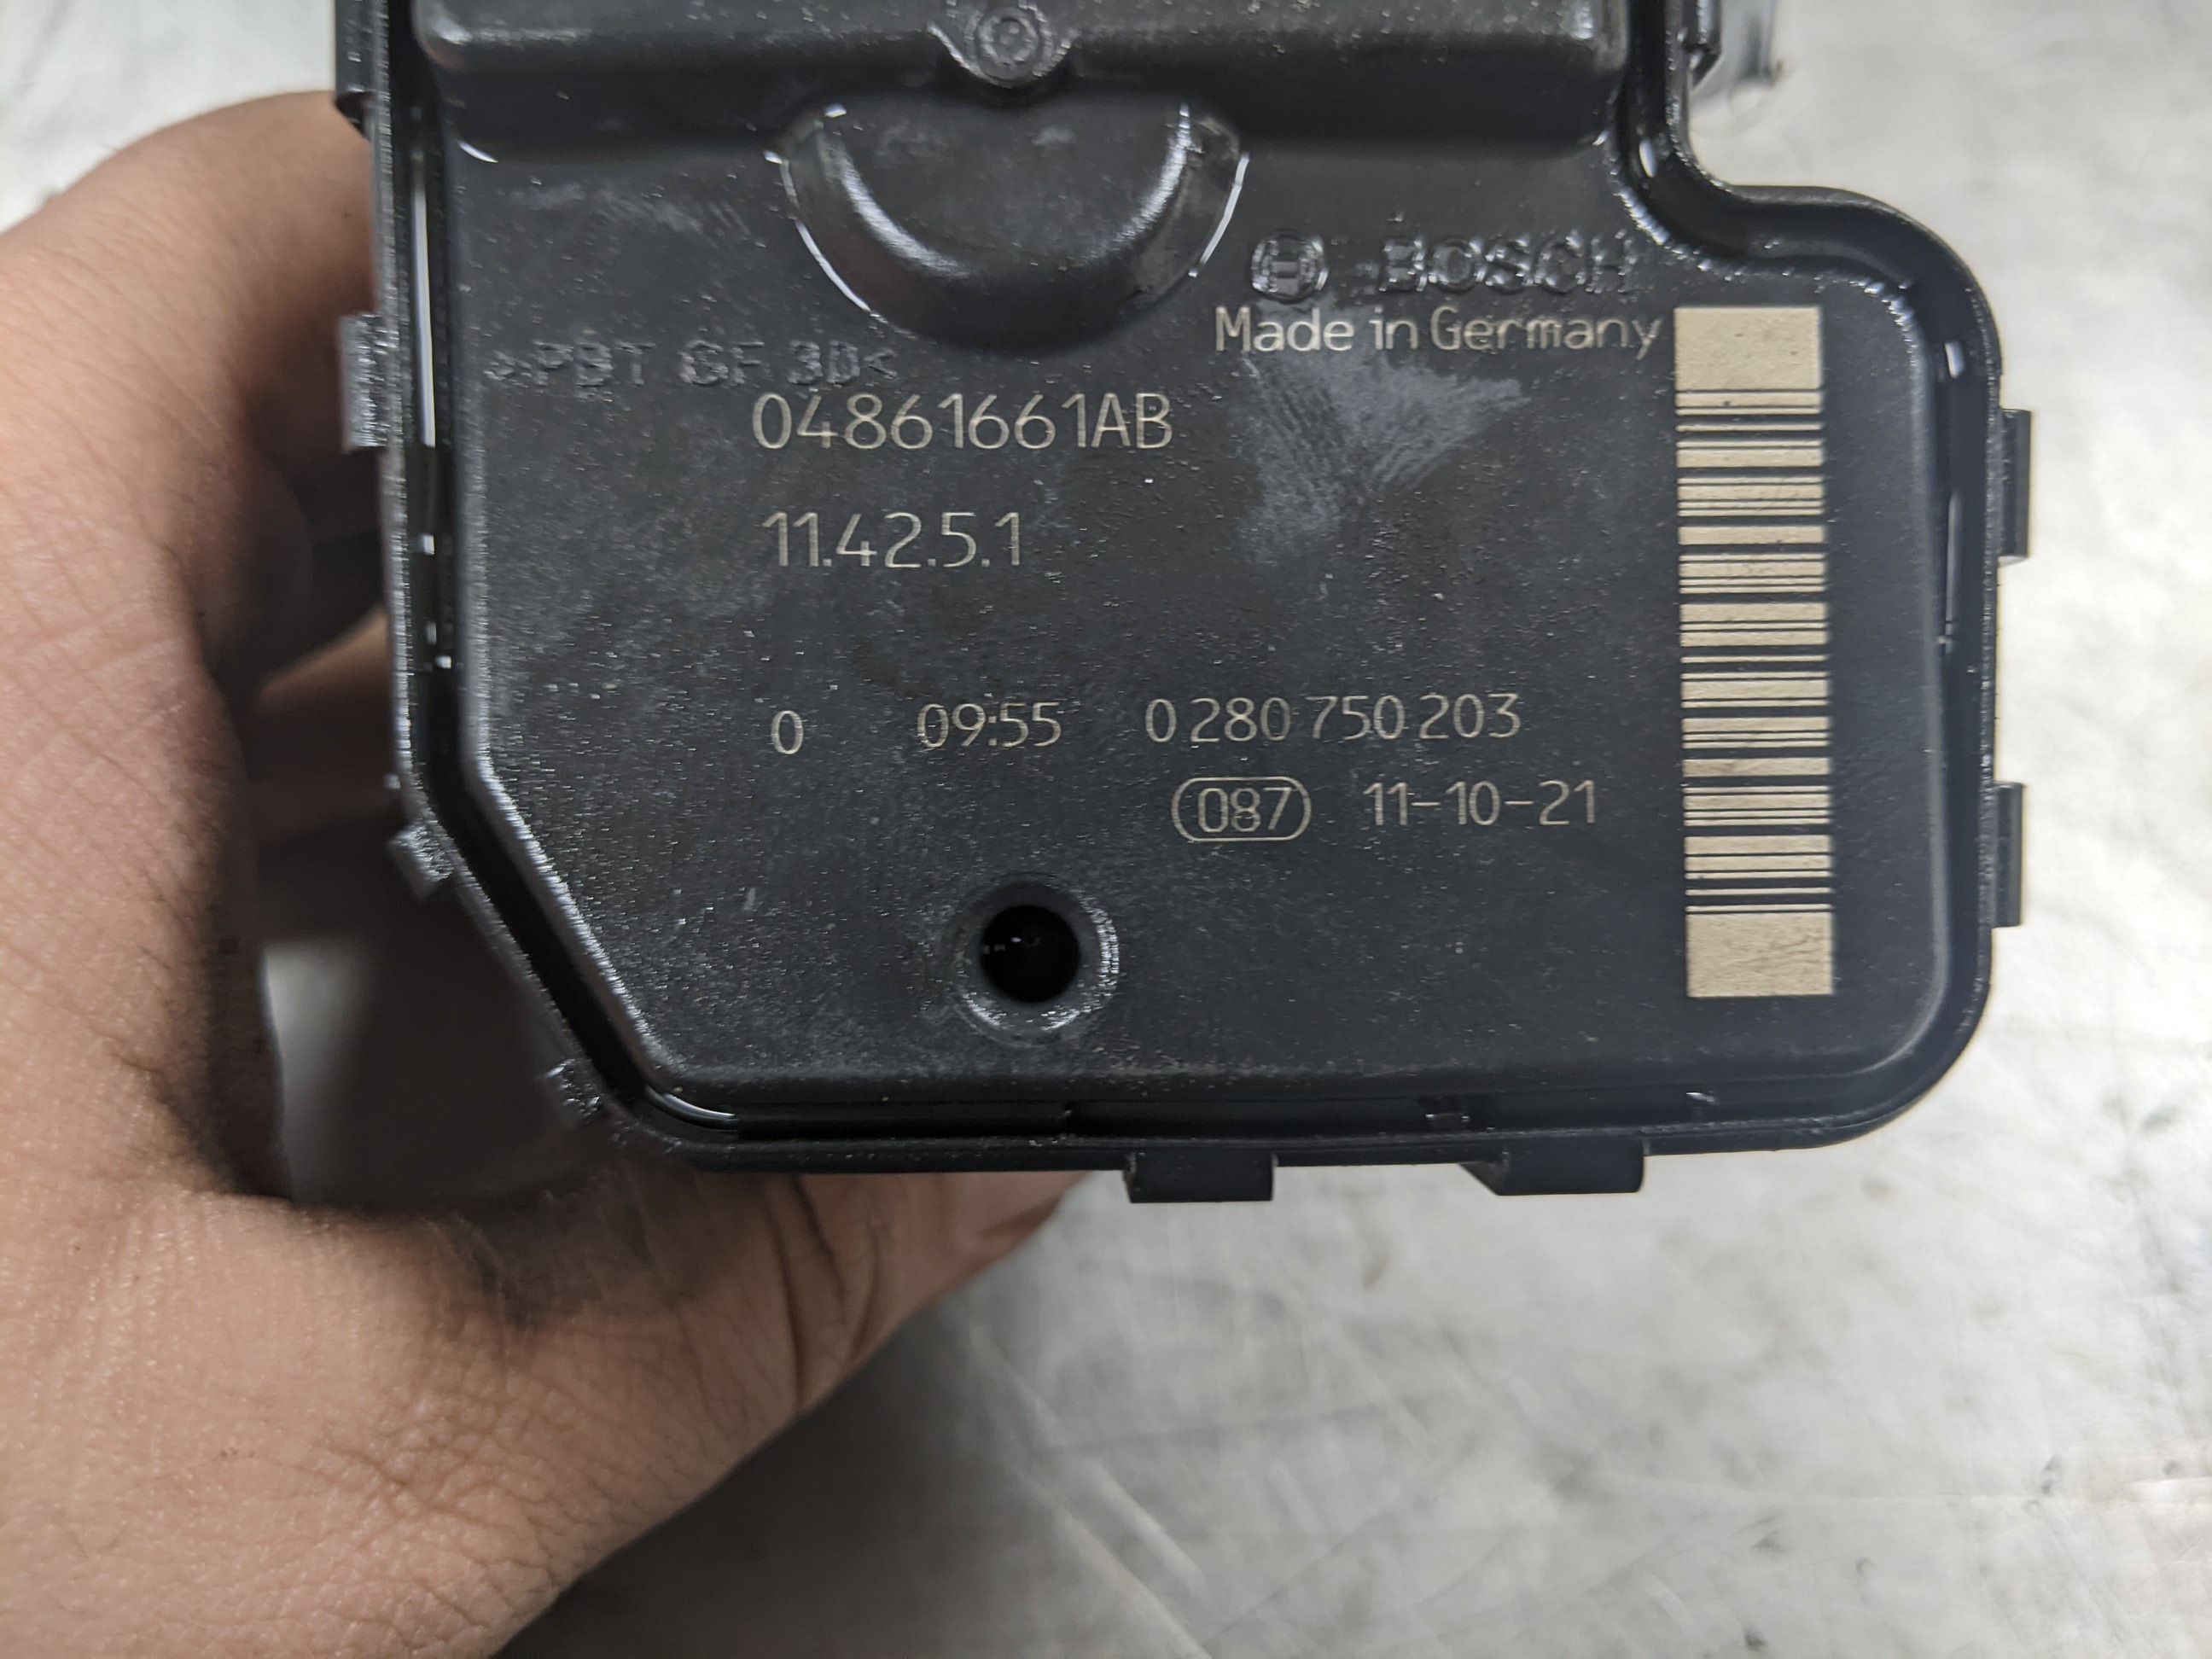 BOSCH
Made in Germany
>PBT GF 30<
04861661AB
11.42.5.1
0 09:55 0 280 750 203
087 11-10-21